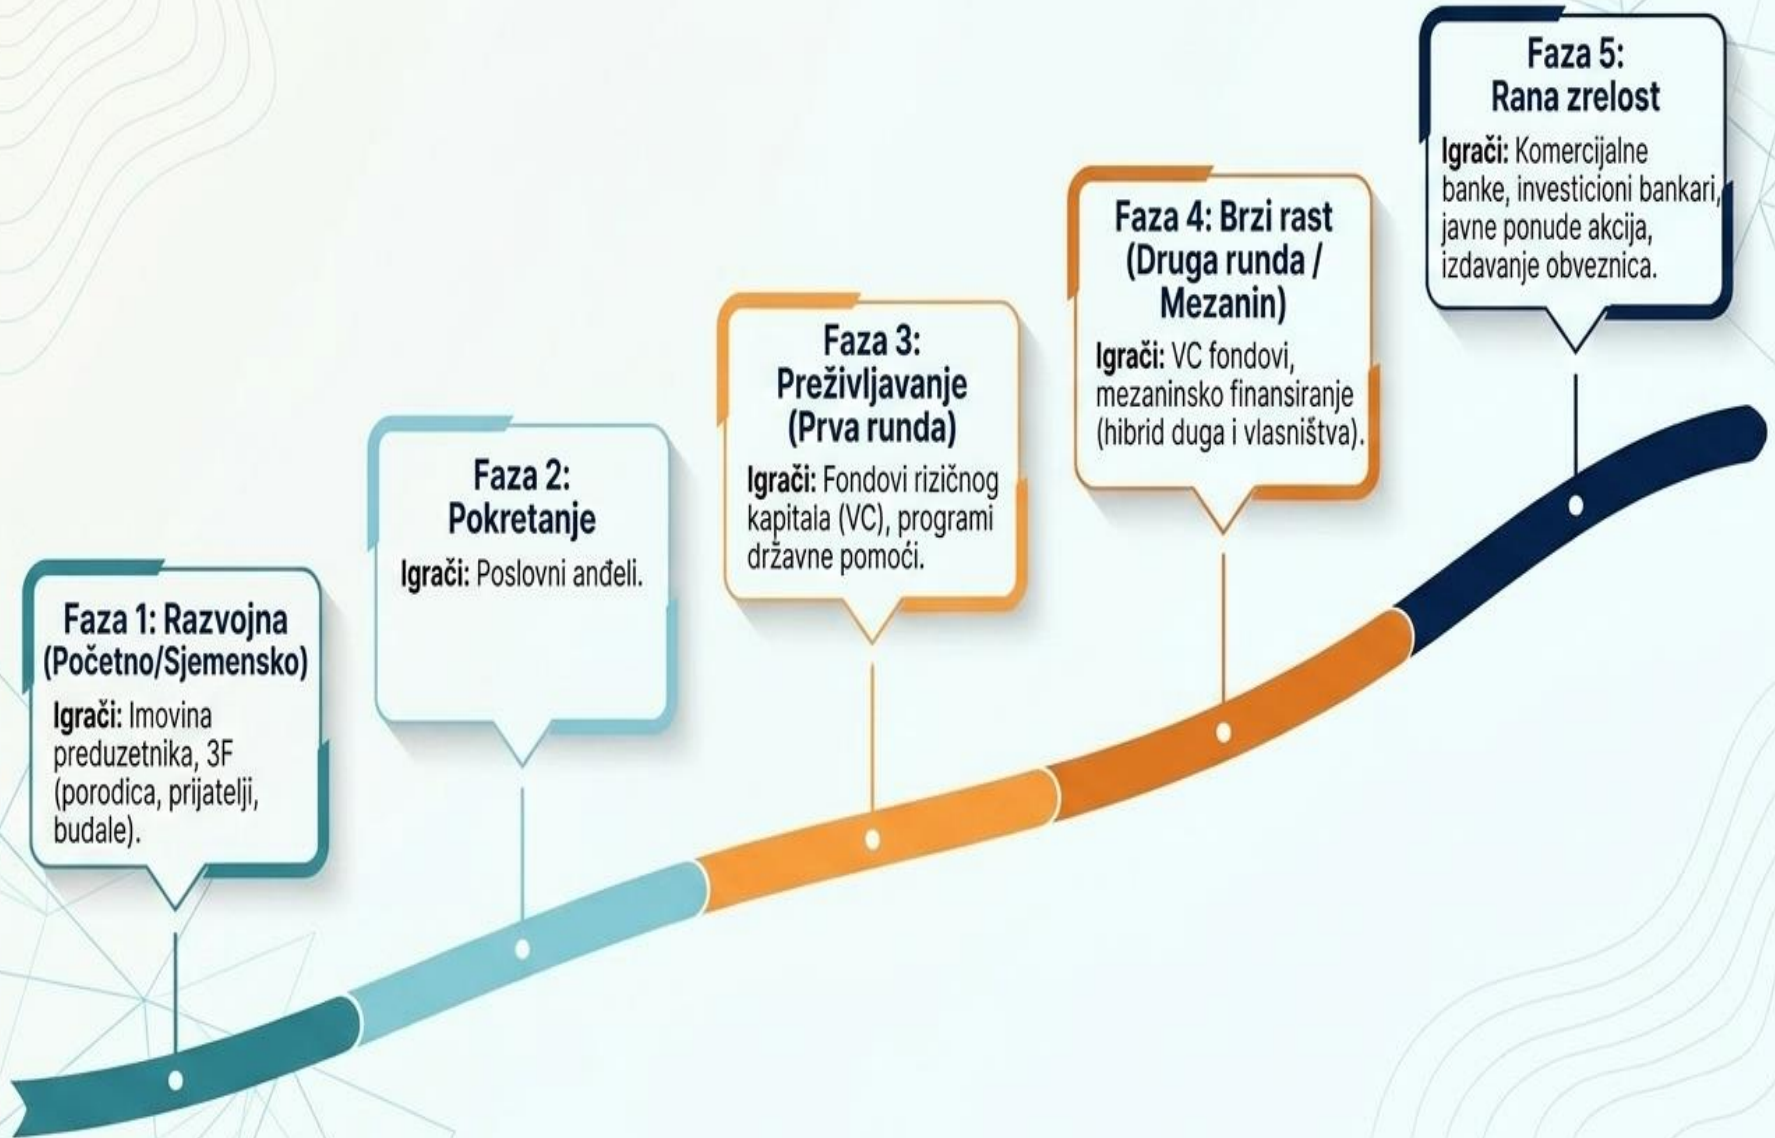 Faza 1: Razvojna
(Početno/Sjemensko)
Igrači: Imovina
preduzetnika, 3F
(porodica, prijatelji,
budale).
Faza 2:
Pokretanje
Igrači: Poslovni anđeli.
Faza 3:
Preživljavanje
(Prva runda)
Igrači: Fondovi rizičnog
kapitala (VC), programi
državne pomoći.
Faza 4: Brzi rast
(Druga runda /
Mezanin)
Igrači: VC fondovi,
mezaninsko finansiranje
(hibrid duga i vlasništva).
Faza 5:
Rana zrelost
Igrači: Komercijalne
banke, investicioni bankari,
javne ponude akcija,
izdavanje obveznica.